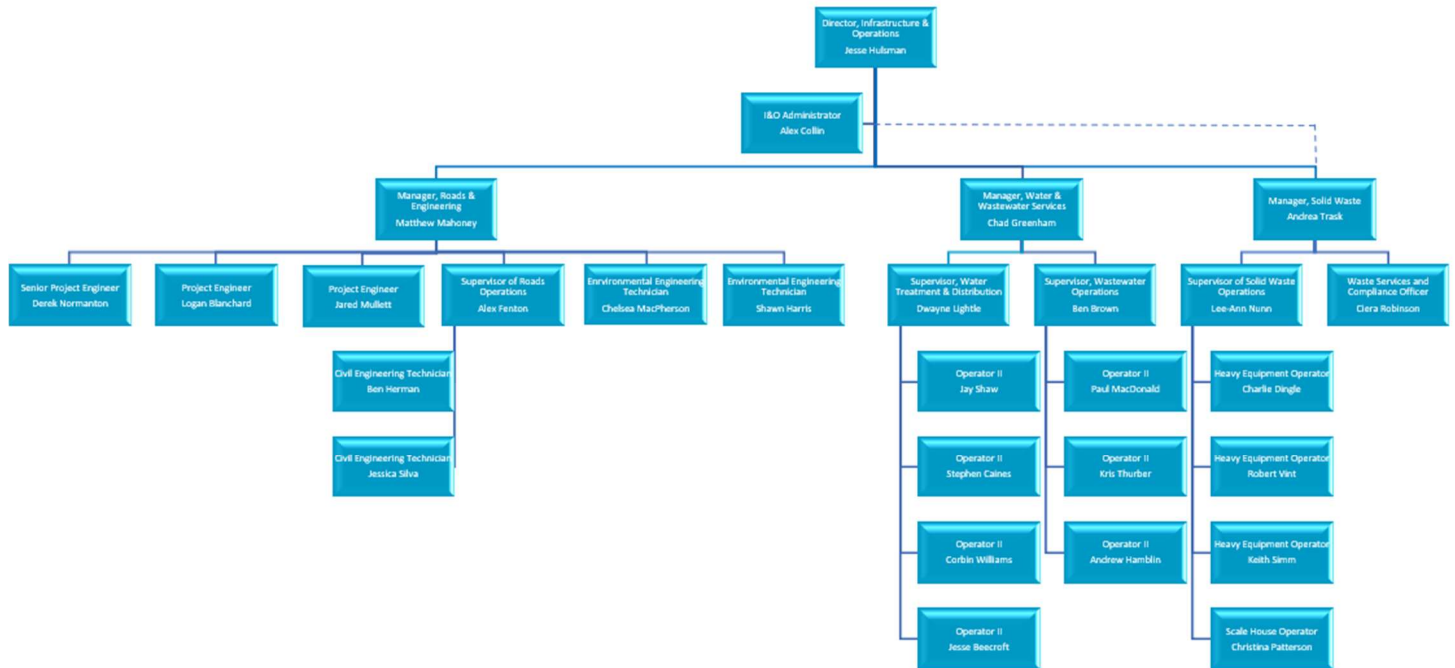 Director, Infrastructure &
Operations
Jesse Hulsman
I&O Administrator
Alex Collin
Manager, Roads &
Engineering
Matthew Mahoney
Manager, Water &
Wastewater Services
Chad Greenham
Manager, Solid Waste
Andrea Trask
Senior Project Engineer
Derek Normanton
Project Engineer
Logan Blanchard
Project Engineer
Jared Mullett
Supervisor of Roads
Operations
Alex Fenton
Envrironmental Engineering
Technician
Chelsea MacPherson
Environmental Engineering
Technician
Shawn Harris
Supervisor, Water
Treatment & Distribution
Dwayne Lightle
Supervisor, Wastewater
Operations
Ben Brown
Supervisor of Solid Waste
Operations
Lee-Ann Nunn
Waste Services and
Compliance Officer
Ciera Robinson
Civil Engineering Technician
Ben Herman
Civil Engineering Technician
Jessica Silva
Operator II
Jay Shaw
Operator II
Stephen Caines
Operator II
Corbin Williams
Operator II
Jesse Beecroft
Operator II
Paul MacDonald
Operator II
Kris Thurber
Operator II
Andrew Hamblin
Heavy Equipment Operator
Charlie Dingle
Heavy Equipment Operator
Robert Vint
Heavy Equipment Operator
Keith Simm
Scale House Operator
Christina Patterson